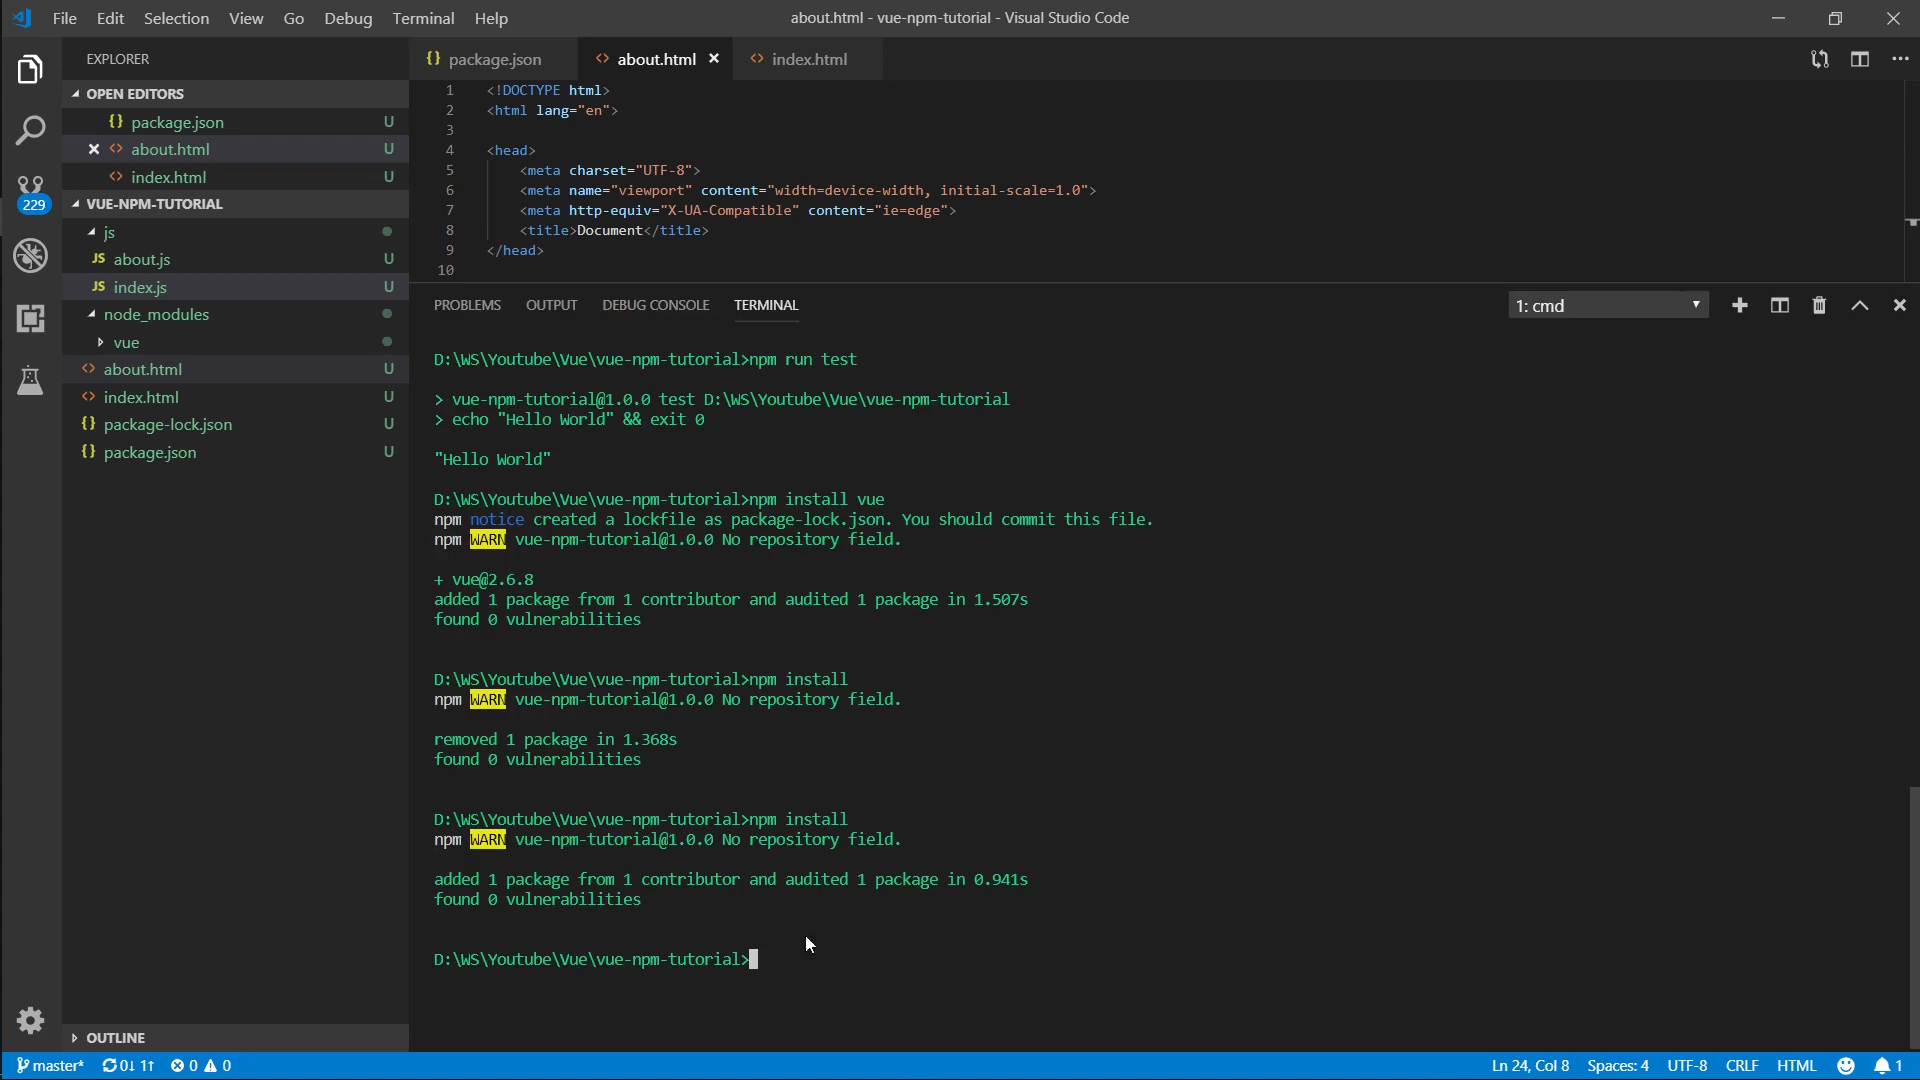 File Edit Selection View Go Debug Terminal Help
about.html - vue-npm-tutorial - Visual Studio Code
EXPLORER
OPEN EDITORS
{} package.json U
<> about.html U
<> index.html U
229
VUE-NPM-TUTORIAL
js
JS about.js U
JS index.js U
node_modules
vue
<> about.html U
<> index.html U
{} package-lock.json U
{} package.json U
OUTLINE
{} package.json
<> about.html
<> index.html
1 <!DOCTYPE html>
2 <html lang="en">
3
4 <head>
5 <meta charset="UTF-8">
6 <meta name="viewport" content="width=device-width, initial-scale=1.0">
7 <meta http-equiv="X-UA-Compatible" content="ie=edge">
8 <title>Document</title>
9 </head>
10
PROBLEMS OUTPUT DEBUG CONSOLE TERMINAL
1: cmd
D:\WS\Youtube\Vue\vue-npm-tutorial>npm run test
> vue-npm-tutorial@1.0.0 test D:\WS\Youtube\Vue\vue-npm-tutorial
> echo "Hello World" && exit 0
"Hello World"
D:\WS\Youtube\Vue\vue-npm-tutorial>npm install vue
npm notice created a lockfile as package-lock.json. You should commit this file.
npm WARN vue-npm-tutorial@1.0.0 No repository field.
+ vue@2.6.8
added 1 package from 1 contributor and audited 1 package in 1.507s
found 0 vulnerabilities
D:\WS\Youtube\Vue\vue-npm-tutorial>npm install
npm WARN vue-npm-tutorial@1.0.0 No repository field.
removed 1 package in 1.368s
found 0 vulnerabilities
D:\WS\Youtube\Vue\vue-npm-tutorial>npm install
npm WARN vue-npm-tutorial@1.0.0 No repository field.
added 1 package from 1 contributor and audited 1 package in 0.941s
found 0 vulnerabilities
D:\WS\Youtube\Vue\vue-npm-tutorial>
master* 0↓ 1↑ 0 0
Ln 24, Col 8 Spaces: 4 UTF-8 CRLF HTML 1